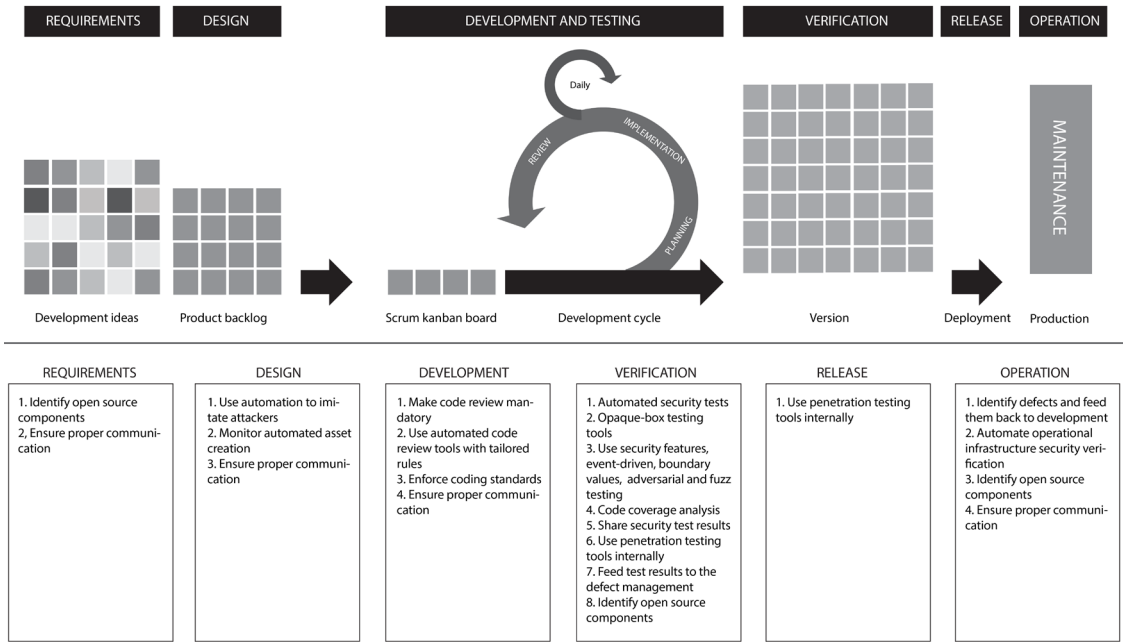 REQUIREMENTS
DESIGN
DEVELOPMENT AND TESTING
VERIFICATION
RELEASE
OPERATION
Daily
REVIEW
IMPLEMENTATION
PLANNING
MAINTENANCE
Development ideas
Product backlog
Scrum kanban board
Development cycle
Version
Deployment
Production
REQUIREMENTS
1. Identify open source
components
2, Ensure proper communi-
cation
DESIGN
1. Use automation to imi-
tate attackers
2. Monitor automated asset
creation
3. Ensure proper communi-
cation
DEVELOPMENT
1. Make code review man-
datory
2. Use automated code
review tools with tailored
rules
3. Enforce coding standards
4. Ensure proper communi-
cation
VERIFICATION
1. Automated security tests
2. Opaque-box testing
tools
3. Use security features,
event-driven, boundary
values, adversarial and fuzz
testing
4. Code coverage analysis
5. Share security test results
6. Use penetration testing
tools internally
7. Feed test results to the
defect management
8. Identify open source
components
RELEASE
1. Use penetration testing
tools internally
OPERATION
1. Identify defects and feed
them back to development
2. Automate operational
infrastructure security veri-
fication
3. Identify open source
components
4. Ensure proper communi-
cation